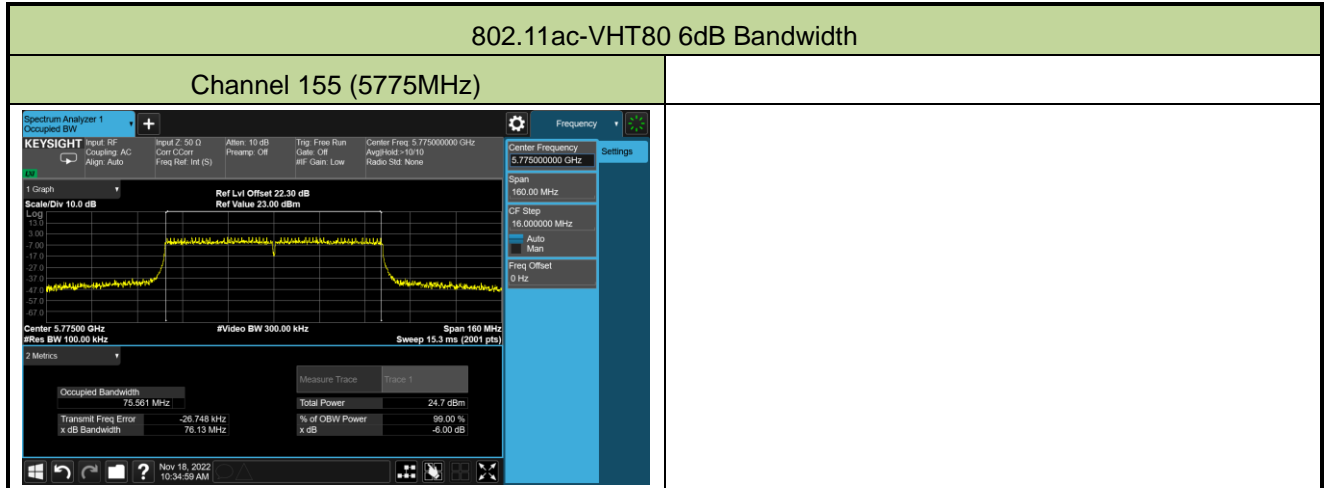 802.11ac-VHT80 6dB Bandwidth
Channel 155 (5775MHz)
Spectrum Analyzer 1
Occupied BW
+
Frequency
KEYSIGHT
Input: RF
Coupling: AC
Align: Auto
Input Z: 50 Ω
Corr CCorr
Freq Ref: Int (S)
Atten: 10 dB
Preamp: Off
Trig: Free Run
Gate: Off
#IF Gain: Low
Center Freq: 5.775000000 GHz
Avg|Hold:>10/10
Radio Std: None
1 Graph
Scale/Div 10.0 dB
Ref Lvl Offset 22.30 dB
Ref Value 23.00 dBm
Log
13.0
3.00
-7.00
-17.0
-27.0
-37.0
-47.0
-57.0
-67.0
Center 5.77500 GHz
#Video BW 300.00 kHz
Span 160 MHz
#Res BW 100.00 kHz
Sweep 15.3 ms (2001 pts)
2 Metrics
Measure Trace
Trace 1
Occupied Bandwidth
75.561 MHz
Total Power
24.7 dBm
Transmit Freq Error
-26.748 kHz
% of OBW Power
99.00 %
x dB Bandwidth
76.13 MHz
x dB
-6.00 dB
Center Frequency
5.775000000 GHz
Settings
Span
160.00 MHz
CF Step
16.000000 MHz
Auto
Man
Freq Offset
0 Hz
?
Nov 18, 2022
10:34:59 AM